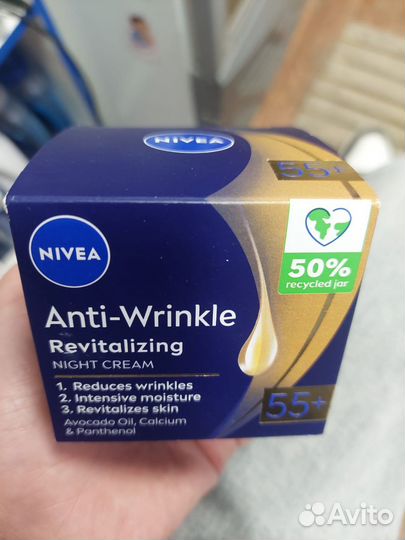 NIVEA
55+
NIVEA
50%
recycled jar
Anti-Wrinkle
Revitalizing
NIGHT CREAM
1. Reduces wrinkles
2. Intensive moisture
3. Revitalizes skin
Avocado Oil, Calcium
& Panthenol
55+
Avito